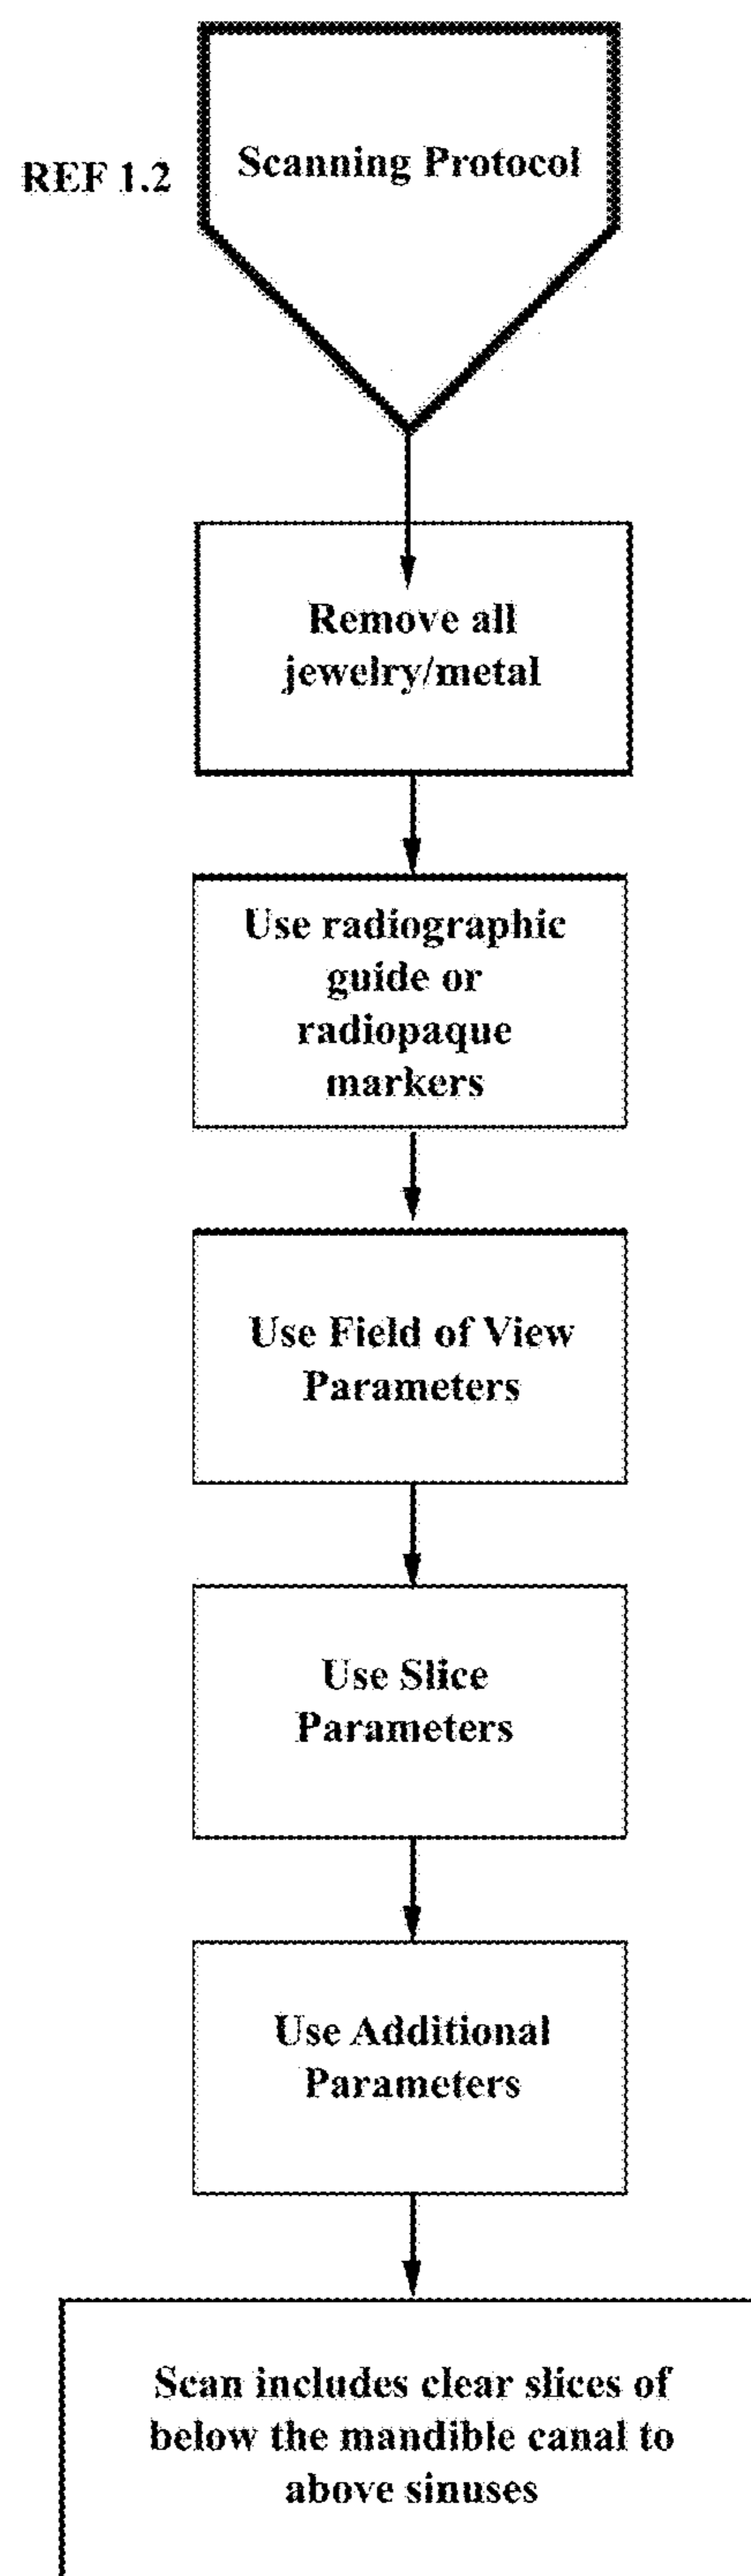 REF 1.2
Scanning Protocol
Remove all
jewelry/metal
Use radiographic
guide or
radiopaque
markers
Use Field of View
Parameters
Use Slice
Parameters
Use Additional
Parameters
Scan includes clear slices of
below the mandible canal to
above sinuses